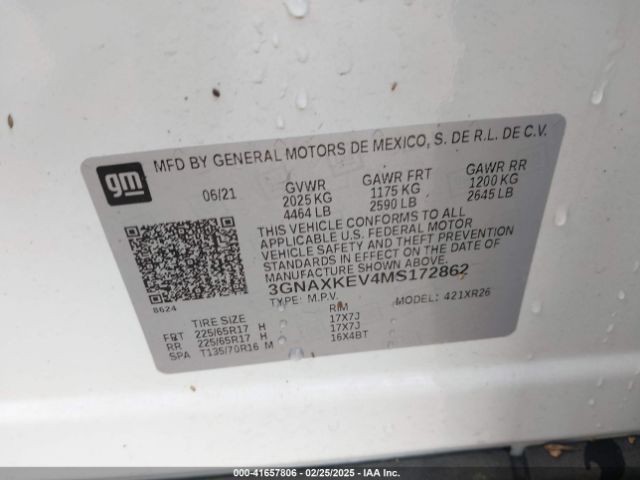 gm
MFD BY GENERAL MOTORS DE MEXICO, S. DE R.L. DE C.V.
06/21 GVWR GAWR FRT GAWR RR
2025 KG 1175 KG 1200 KG
4464 LB 2590 LB 2645 LB
THIS VEHICLE CONFORMS TO ALL
APPLICABLE U.S. FEDERAL MOTOR
VEHICLE SAFETY AND THEFT PREVENTION
STANDARDS IN EFFECT ON THE DATE OF
MANUFACTURE SHOWN ABOVE.
3GNAXKEV4MS172862
8624
TYPE: M.P.V. MODEL: 421XR26
TIRE SIZE RIM
FRT 225/65R17 H 17X7J
RR 225/65R17 H 17X7J
SPA T135/70R16 M 16X4BT
000-41657806 / 02/25/2025 / Copyright IAA, LLC